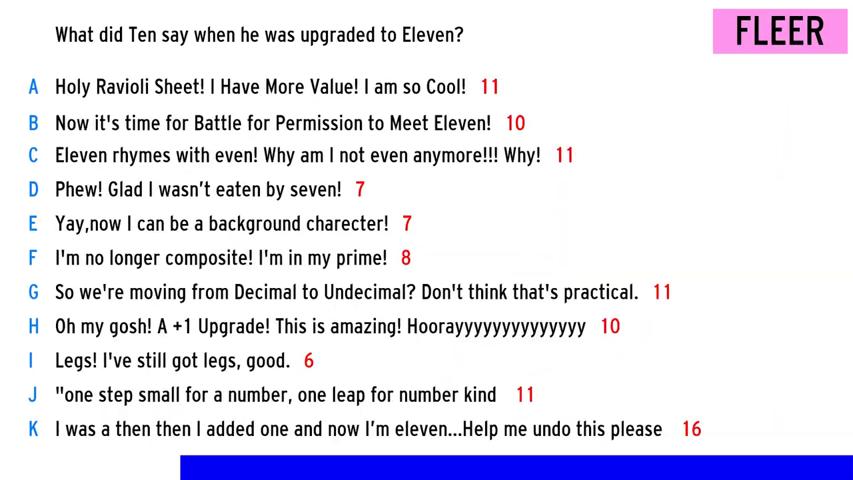 What did Ten say when he was upgraded to Eleven?
FLEER
A Holy Ravioli Sheet! I Have More Value! I am so Cool! 11
B Now it's time for Battle for Permission to Meet Eleven! 10
C Eleven rhymes with even! Why am I not even anymore!!! Why! 11
D Phew! Glad I wasn’t eaten by seven! 7
E Yay,now I can be a background charecter! 7
F I'm no longer composite! I'm in my prime! 8
G So we're moving from Decimal to Undecimal? Don't think that's practical. 11
H Oh my gosh! A +1 Upgrade! This is amazing! Hoorayyyyyyyyyyyyyyy 10
I Legs! I've still got legs, good. 6
J "one step small for a number, one leap for number kind 11
K I was a then then I added one and now I’m eleven...Help me undo this please 16